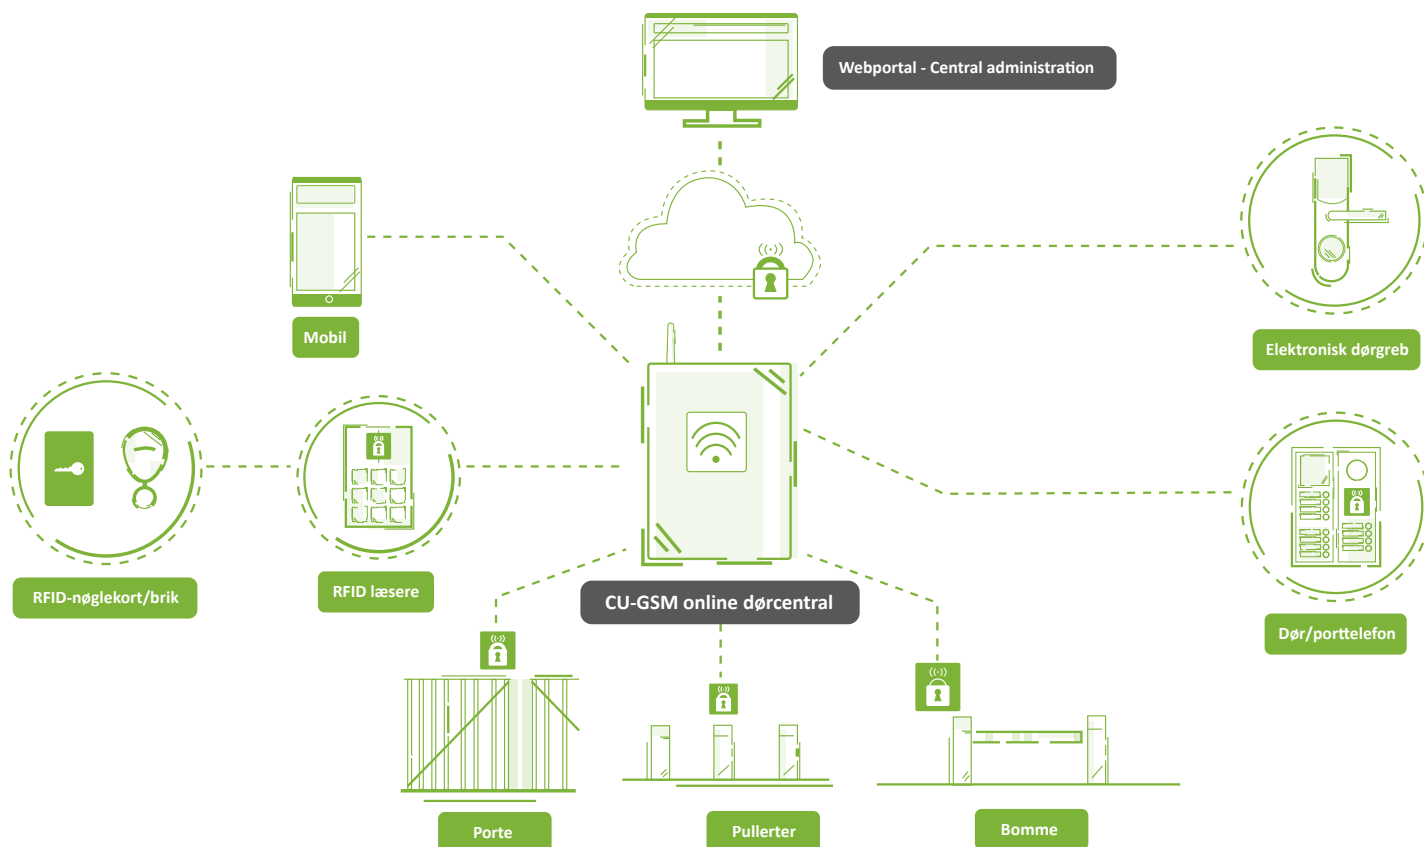 Webportal - Central administration
Mobil
Elektronisk dørgreb
RFID-nøglekort/brik
RFID læsere
CU-GSM online dørcentral
Dør/porttelefon
Porte
Pullerter
Bomme